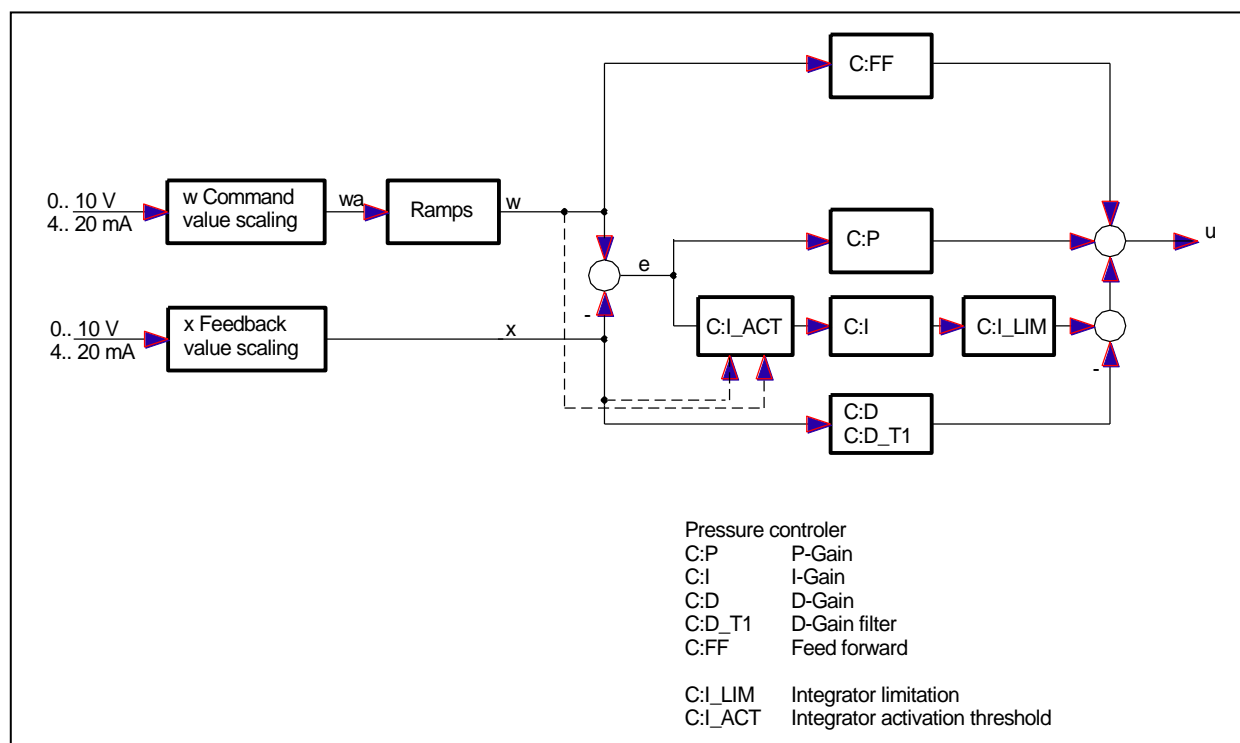 C:FF
0.. 10 V
4.. 20 mA
w Command
value scaling
wa
Ramps
w
C:P
u
e
-
0.. 10 V
4.. 20 mA
x Feedback
value scaling
x
C:I_ACT
C:I
C:I_LIM
-
C:D
C:D_T1
Pressure controler
C:P P-Gain
C:I I-Gain
C:D D-Gain
C:D_T1 D-Gain filter
C:FF Feed forward
C:I_LIM Integrator limitation
C:I_ACT Integrator activation threshold